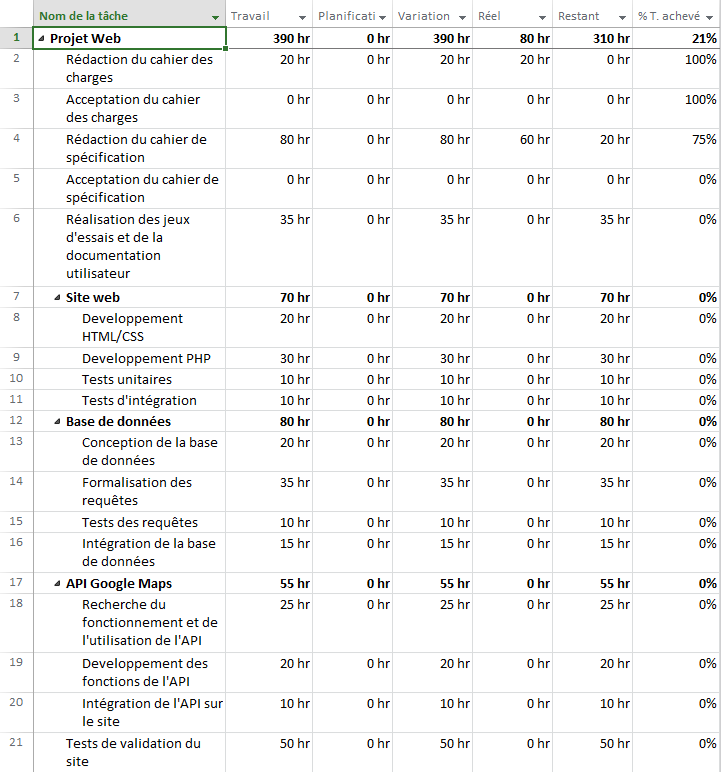 Nom de la tâche Travail Planificati Variation Réel Restant % T. achevé
1 Projet Web 390 hr 0 hr 390 hr 80 hr 310 hr 21%
2 Rédaction du cahier des 20 hr 0 hr 20 hr 20 hr 0 hr 100%
charges
3 Acceptation du cahier 0 hr 0 hr 0 hr 0 hr 0 hr 100%
des charges
4 Rédaction du cahier de 80 hr 0 hr 80 hr 60 hr 20 hr 75%
spécification
5 Acceptation du cahier de 0 hr 0 hr 0 hr 0 hr 0 hr 0%
spécification
6 Réalisation des jeux 35 hr 0 hr 35 hr 0 hr 35 hr 0%
d'essais et de la
documentation
utilisateur
7 Site web 70 hr 0 hr 70 hr 0 hr 70 hr 0%
8 Developpement 20 hr 0 hr 20 hr 0 hr 20 hr 0%
HTML/CSS
9 Developpement PHP 30 hr 0 hr 30 hr 0 hr 30 hr 0%
10 Tests unitaires 10 hr 0 hr 10 hr 0 hr 10 hr 0%
11 Tests d'intégration 10 hr 0 hr 10 hr 0 hr 10 hr 0%
12 Base de données 80 hr 0 hr 80 hr 0 hr 80 hr 0%
13 Conception de la base 20 hr 0 hr 20 hr 0 hr 20 hr 0%
de données
14 Formalisation des 35 hr 0 hr 35 hr 0 hr 35 hr 0%
requêtes
15 Tests des requêtes 10 hr 0 hr 10 hr 0 hr 10 hr 0%
16 Intégration de la base 15 hr 0 hr 15 hr 0 hr 15 hr 0%
de données
17 API Google Maps 55 hr 0 hr 55 hr 0 hr 55 hr 0%
18 Recherche du 25 hr 0 hr 25 hr 0 hr 25 hr 0%
fonctionnement et de
l'utilisation de l'API
19 Developpement des 20 hr 0 hr 20 hr 0 hr 20 hr 0%
fonctions de l'API
20 Intégration de l'API sur 10 hr 0 hr 10 hr 0 hr 10 hr 0%
le site
21 Tests de validation du 50 hr 0 hr 50 hr 0 hr 50 hr 0%
site